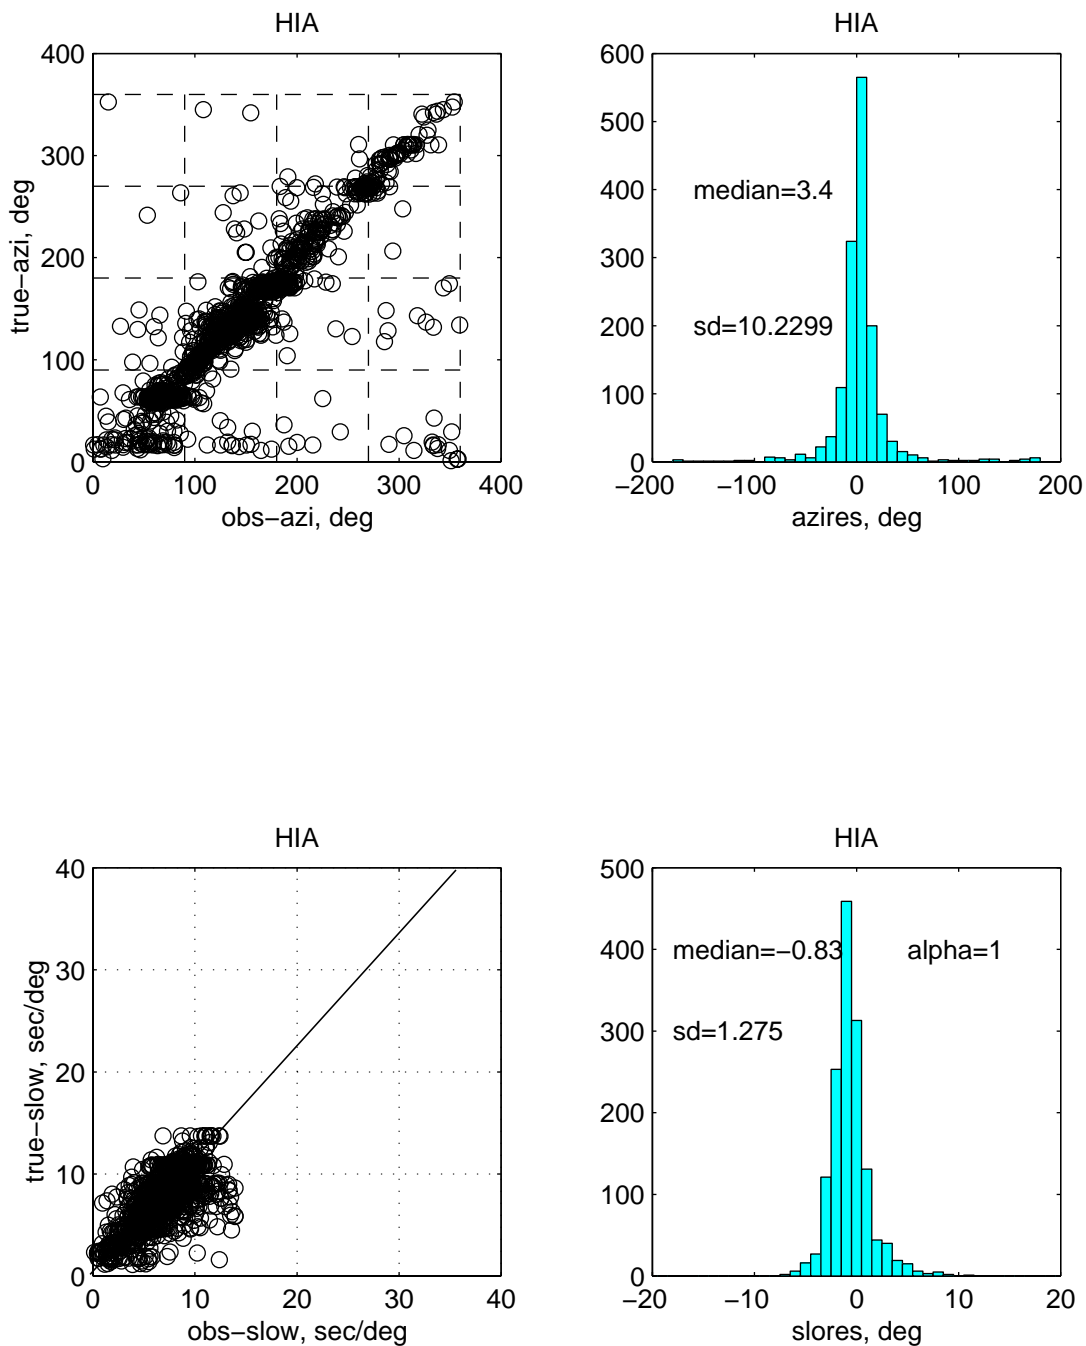 HIA
400
300
200
100
0
0 100 200 300 400
true−azi, deg
obs−azi, deg
HIA
600
500
400
300
200
100
0
−200 −100 0 100 200
median=3.4
sd=10.2299
azires, deg
HIA
40
30
20
10
0
0 10 20 30 40
true−slow, sec/deg
obs−slow, sec/deg
HIA
500
400
300
200
100
0
−20 −10 0 10 20
median=−0.83 alpha=1
sd=1.275
slores, deg